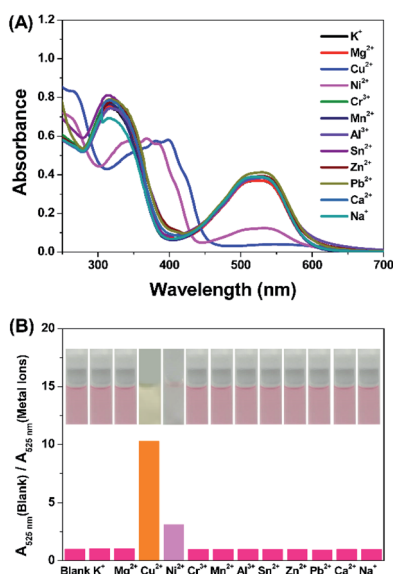 (A)
Absorbance
1.2
1.0
0.8
0.6
0.4
0.2
0.0
300 400 500 600 700
Wavelength (nm)
K⁺
Mg²⁺
Cu²⁺
Ni²⁺
Cr³⁺
Mn²⁺
Al³⁺
Sn²⁺
Zn²⁺
Pb²⁺
Ca²⁺
Na⁺
(B)
A525 nm(Blank) / A525 nm(Metal Ions)
20
15
10
5
0
Blank K⁺ Mg²⁺ Cu²⁺ Ni²⁺ Cr³⁺ Mn²⁺ Al³⁺ Sn²⁺ Zn²⁺ Pb²⁺ Ca²⁺ Na⁺